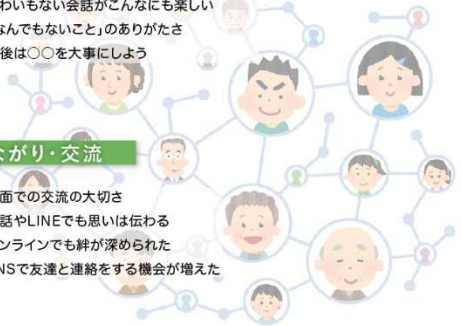 わいもない会話がこんなにも楽しい
なんでもないこと」のありがたさ
後は○○を大事にしよう
ながり・交流
面での交流の大切さ
話やLINEでも思いは伝わる
ンラインでも絆が深められた
NSで友達と連絡をする機会が増えた